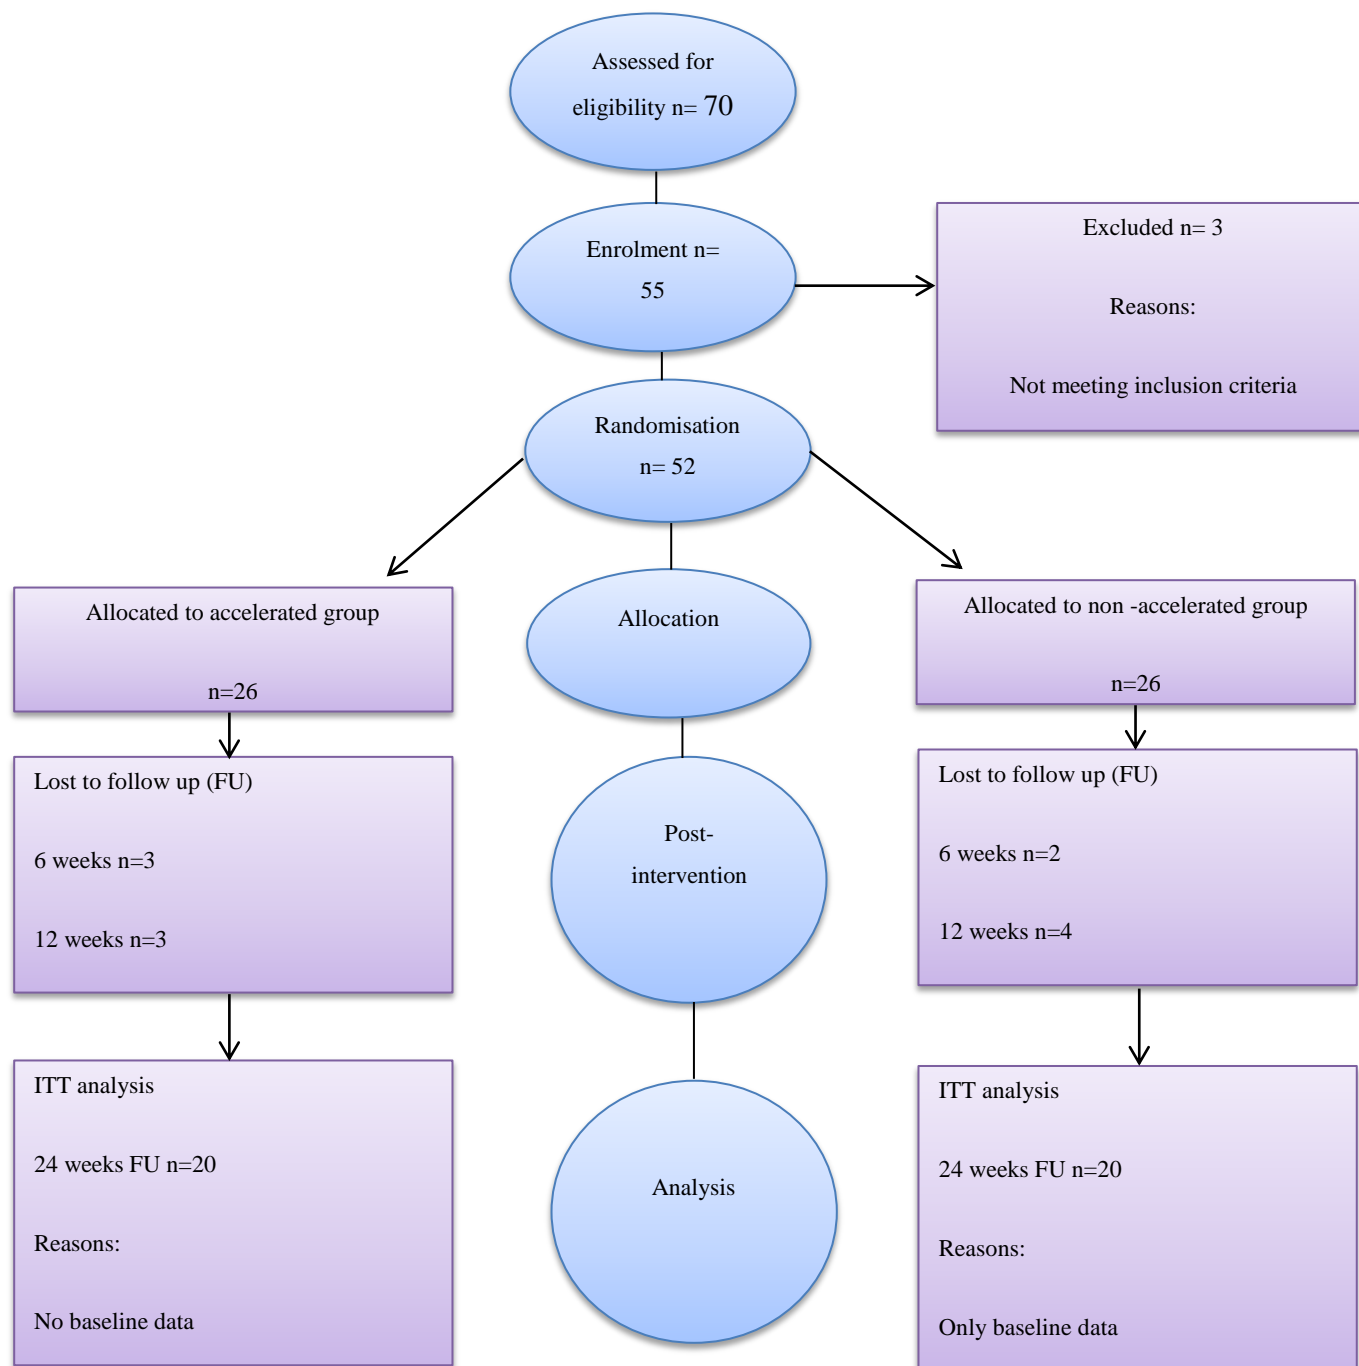 Assessed for
eligibility n= 70
Enrolment n=
55
Excluded n= 3
Reasons:
Not meeting inclusion criteria
Randomisation
n= 52
Allocated to accelerated group
n=26
Allocation
Allocated to non -accelerated group
n=26
Lost to follow up (FU)
6 weeks n=3
12 weeks n=3
Post-
intervention
Lost to follow up (FU)
6 weeks n=2
12 weeks n=4
ITT analysis
24 weeks FU n=20
Reasons:
No baseline data
Analysis
ITT analysis
24 weeks FU n=20
Reasons:
Only baseline data